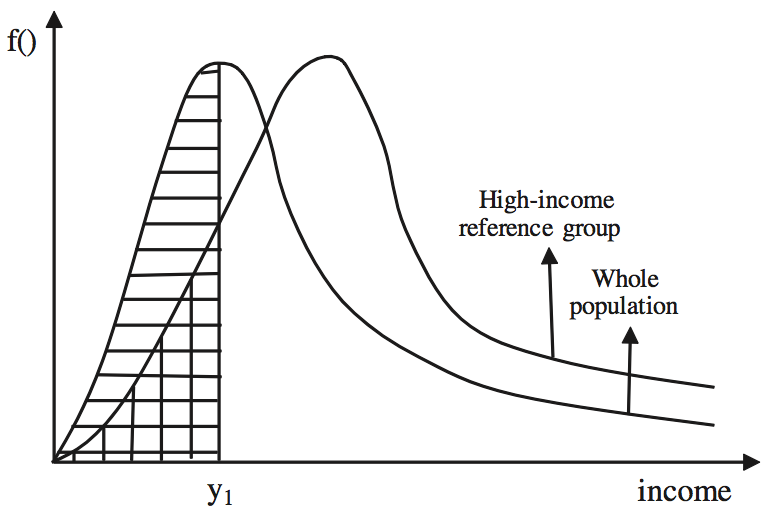 f()
High-income
reference group
Whole
population
y₁
income